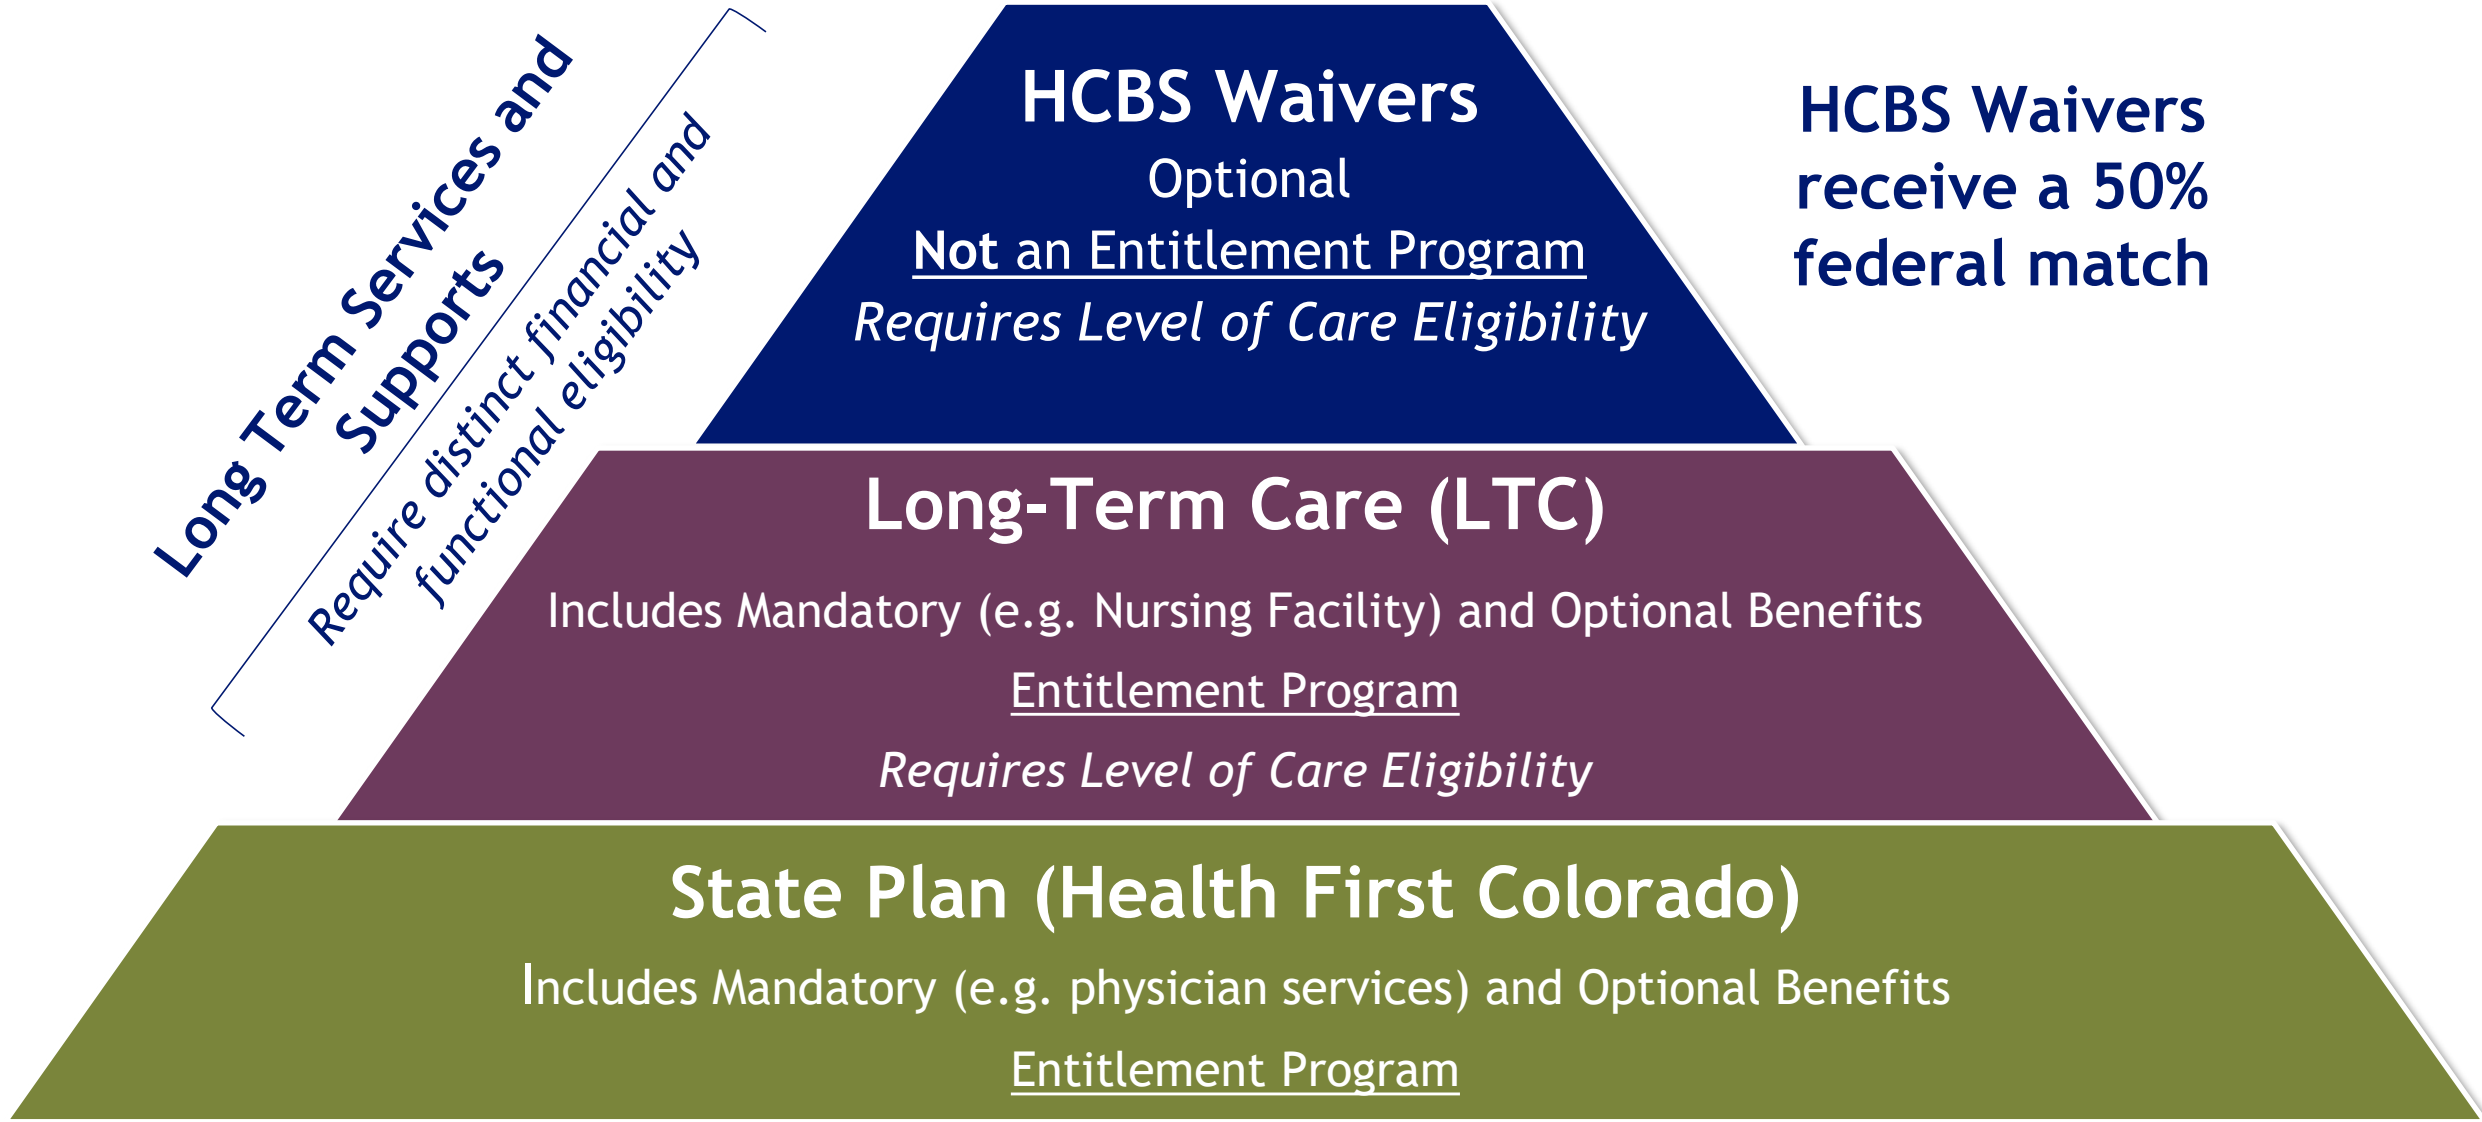 Long Term Services and
Supports
Require distinct financial and
functional eligibility
HCBS Waivers
Optional
Not an Entitlement Program
Requires Level of Care Eligibility
HCBS Waivers
receive a 50%
federal match
Long-Term Care (LTC)
Includes Mandatory (e.g. Nursing Facility) and Optional Benefits
Entitlement Program
Requires Level of Care Eligibility
State Plan (Health First Colorado)
Includes Mandatory (e.g. physician services) and Optional Benefits
Entitlement Program